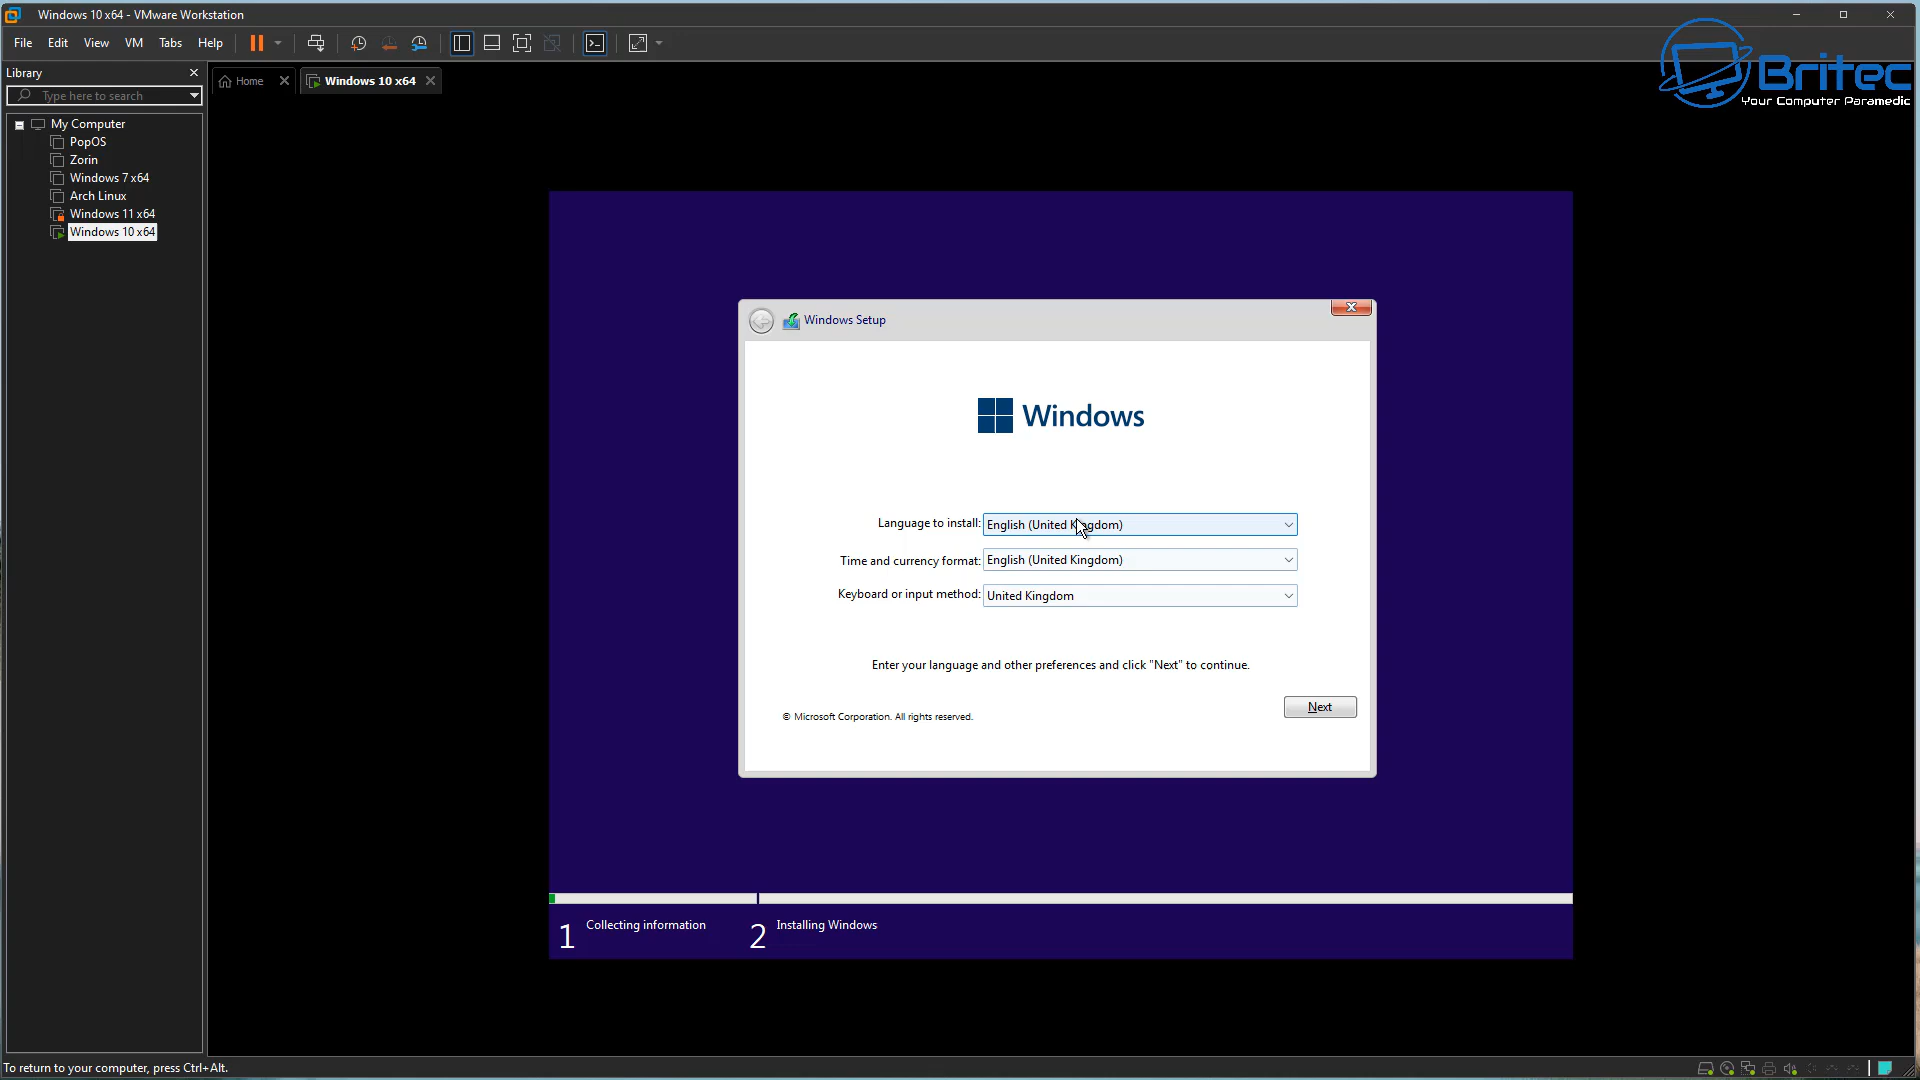 Windows 10 x64 - VMware Workstation
File Edit View VM Tabs Help
Britec
Your Computer Paramedic
Library
Home
Windows 10 x64
Type here to search
My Computer
PopOS
Zorin
Windows 7 x64
Arch Linux
Windows 11 x64
Windows 10 x64
Windows Setup
Windows
Language to install: English (United Kingdom)
Time and currency format: English (United Kingdom)
Keyboard or input method: United Kingdom
Enter your language and other preferences and click "Next" to continue.
Next
© Microsoft Corporation. All rights reserved.
1 Collecting information
2 Installing Windows
To return to your computer, press Ctrl+Alt.